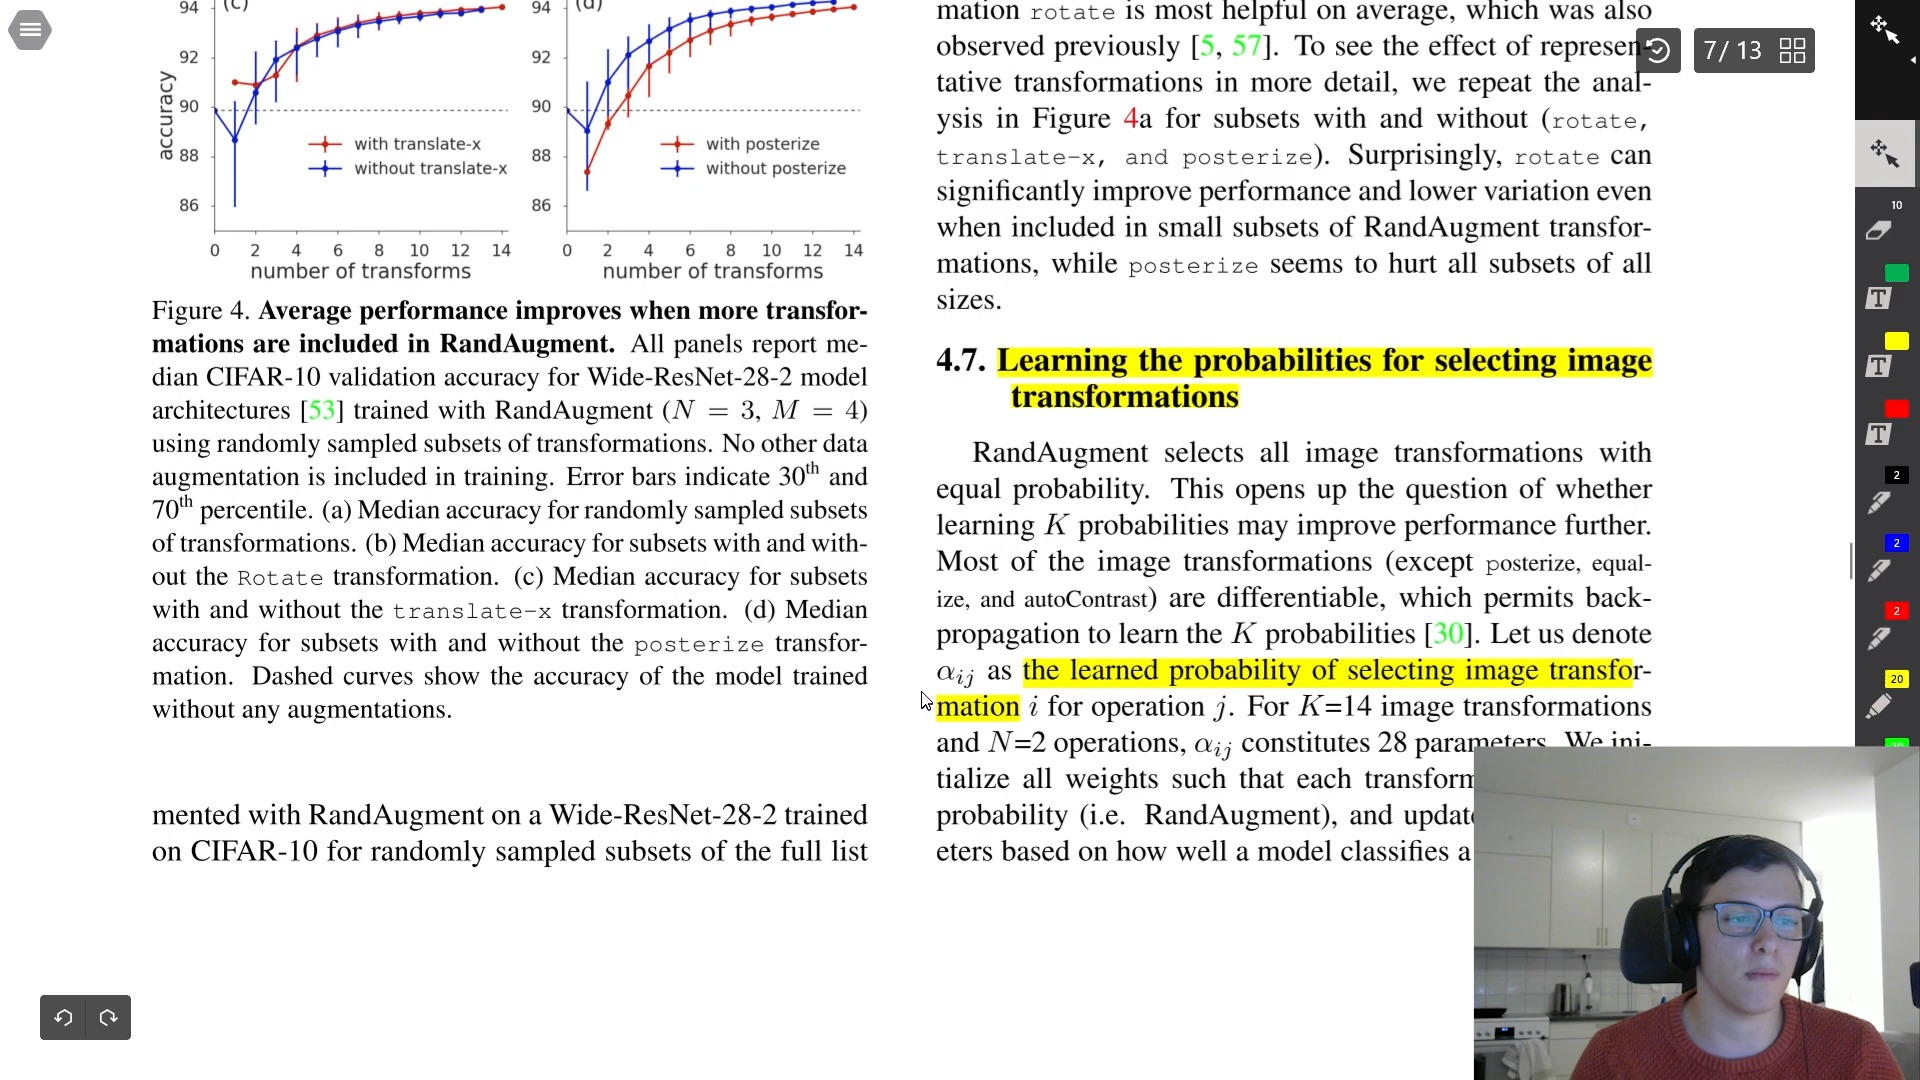 94
(c)
92
90
88
86
accuracy
with translate-x
without translate-x
0 2 4 6 8 10 12 14
number of transforms
94
(d)
92
90
88
86
with posterize
without posterize
0 2 4 6 8 10 12 14
number of transforms
Figure 4. Average performance improves when more transfor-
mations are included in RandAugment. All panels report me-
dian CIFAR-10 validation accuracy for Wide-ResNet-28-2 model
architectures [53] trained with RandAugment (N = 3, M = 4)
using randomly sampled subsets of transformations. No other data
augmentation is included in training. Error bars indicate 30th and
70th percentile. (a) Median accuracy for randomly sampled subsets
of transformations. (b) Median accuracy for subsets with and with-
out the Rotate transformation. (c) Median accuracy for subsets
with and without the translate-x transformation. (d) Median
accuracy for subsets with and without the posterize transfor-
mation. Dashed curves show the accuracy of the model trained
without any augmentations.
mented with RandAugment on a Wide-ResNet-28-2 trained
on CIFAR-10 for randomly sampled subsets of the full list
mation rotate is most helpful on average, which was also
observed previously [5, 57]. To see the effect of represen-
tative transformations in more detail, we repeat the anal-
ysis in Figure 4a for subsets with and without (rotate,
translate-x, and posterize). Surprisingly, rotate can
significantly improve performance and lower variation even
when included in small subsets of RandAugment transfor-
mations, while posterize seems to hurt all subsets of all
sizes.
4.7. Learning the probabilities for selecting image
transformations
RandAugment selects all image transformations with
equal probability. This opens up the question of whether
learning K probabilities may improve performance further.
Most of the image transformations (except posterize, equal-
ize, and autoContrast) are differentiable, which permits back-
propagation to learn the K probabilities [30]. Let us denote
αij as the learned probability of selecting image transfor-
mation i for operation j. For K=14 image transformations
and N=2 operations, αij constitutes 28 parameters. We ini-
tialize all weights such that each transform
probability (i.e. RandAugment), and update
eters based on how well a model classifies a
7/13
10
T
T
T
2
2
2
20